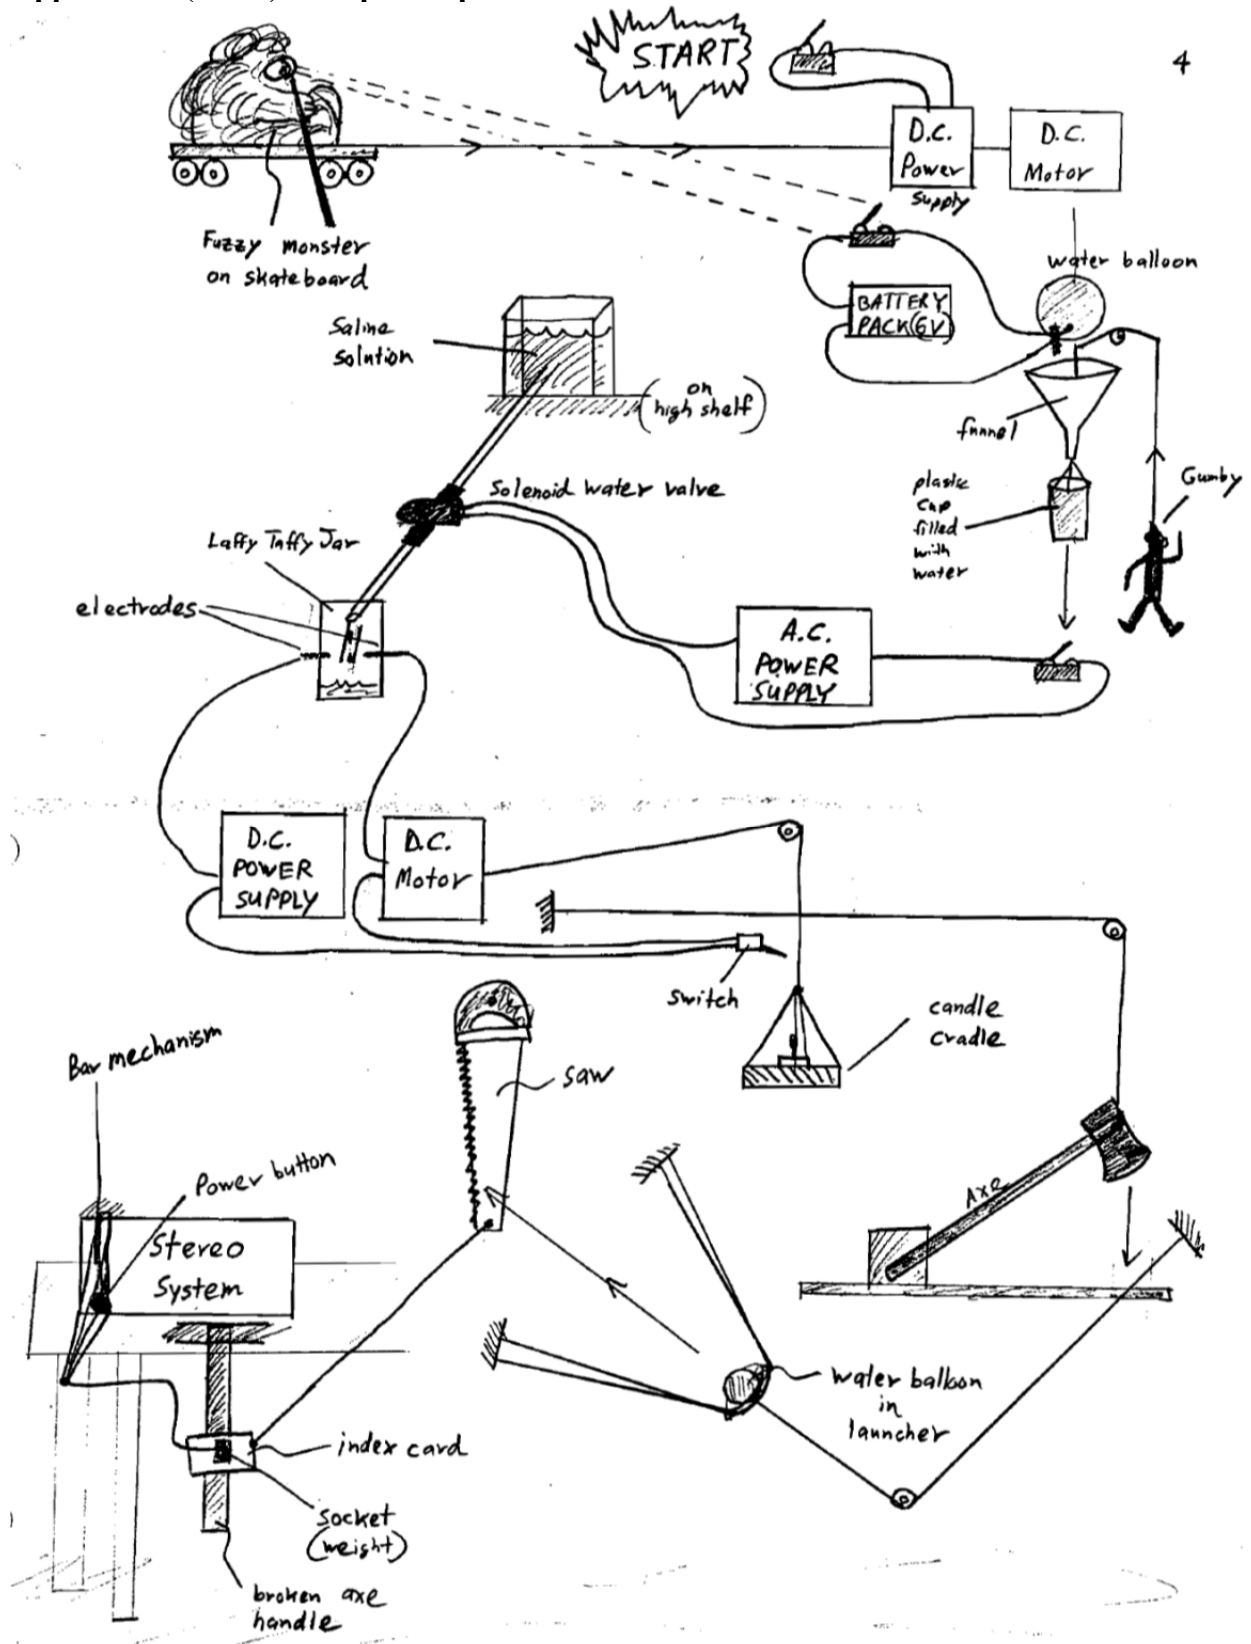 START
4
D.C.
Power
Supply
D.C.
Motor
Fuzzy monster
on skateboard
water balloon
BATTERY
PACK(6V)
Saline
solution
(on
high shelf)
funnel
plastic
cup
filled
with
water
Gumby
Solenoid water valve
Laffy Taffy Jar
electrodes
A.C.
POWER
SUPPLY
D.C.
POWER
SUPPLY
D.C.
Motor
switch
candle
cradle
Bar mechanism
saw
Power button
Axe
Stereo
System
water balloon
in
launcher
index card
socket
(weight)
broken axe
handle